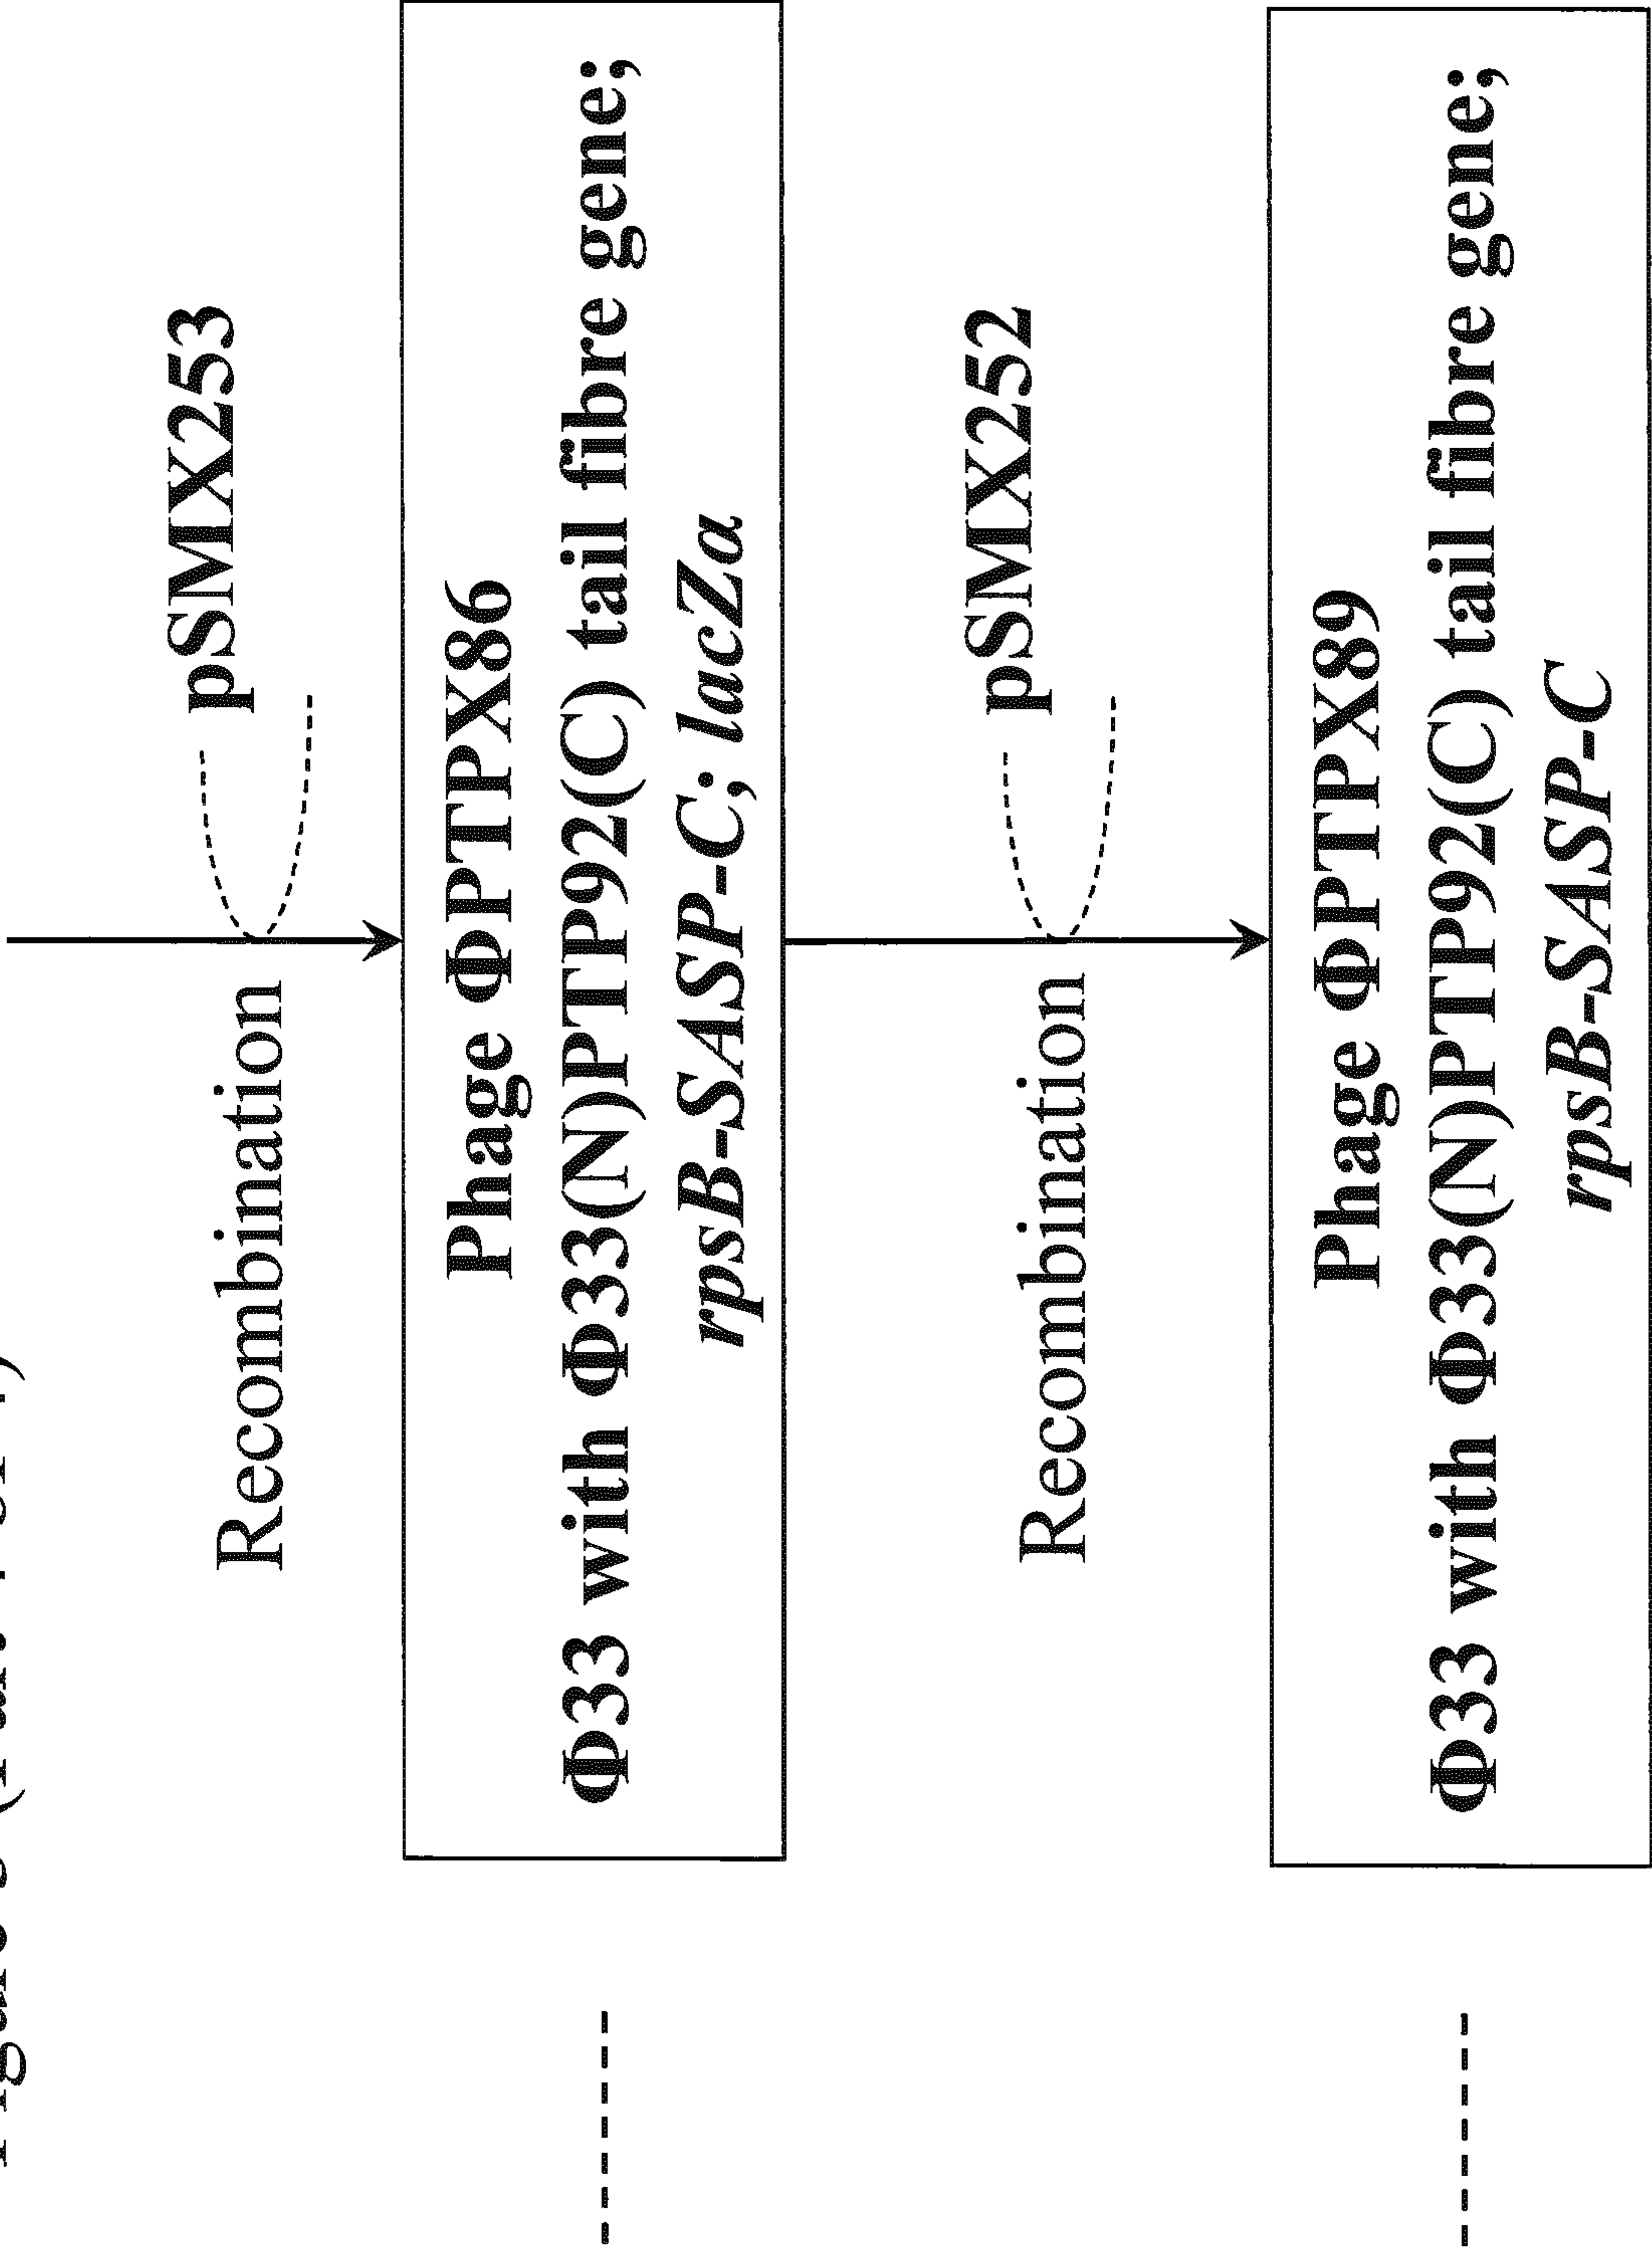 pSMX253
Recombination
Phage ΦPTPX86
Φ33 with Φ33(N)PTP92(C) tail fibre gene;
rpsB-SASP-C; lacZα
pSMX252
Recombination
Phage ΦPTPX89
Φ33 with Φ33(N)PTP92(C) tail fibre gene;
rpsB-SASP-C